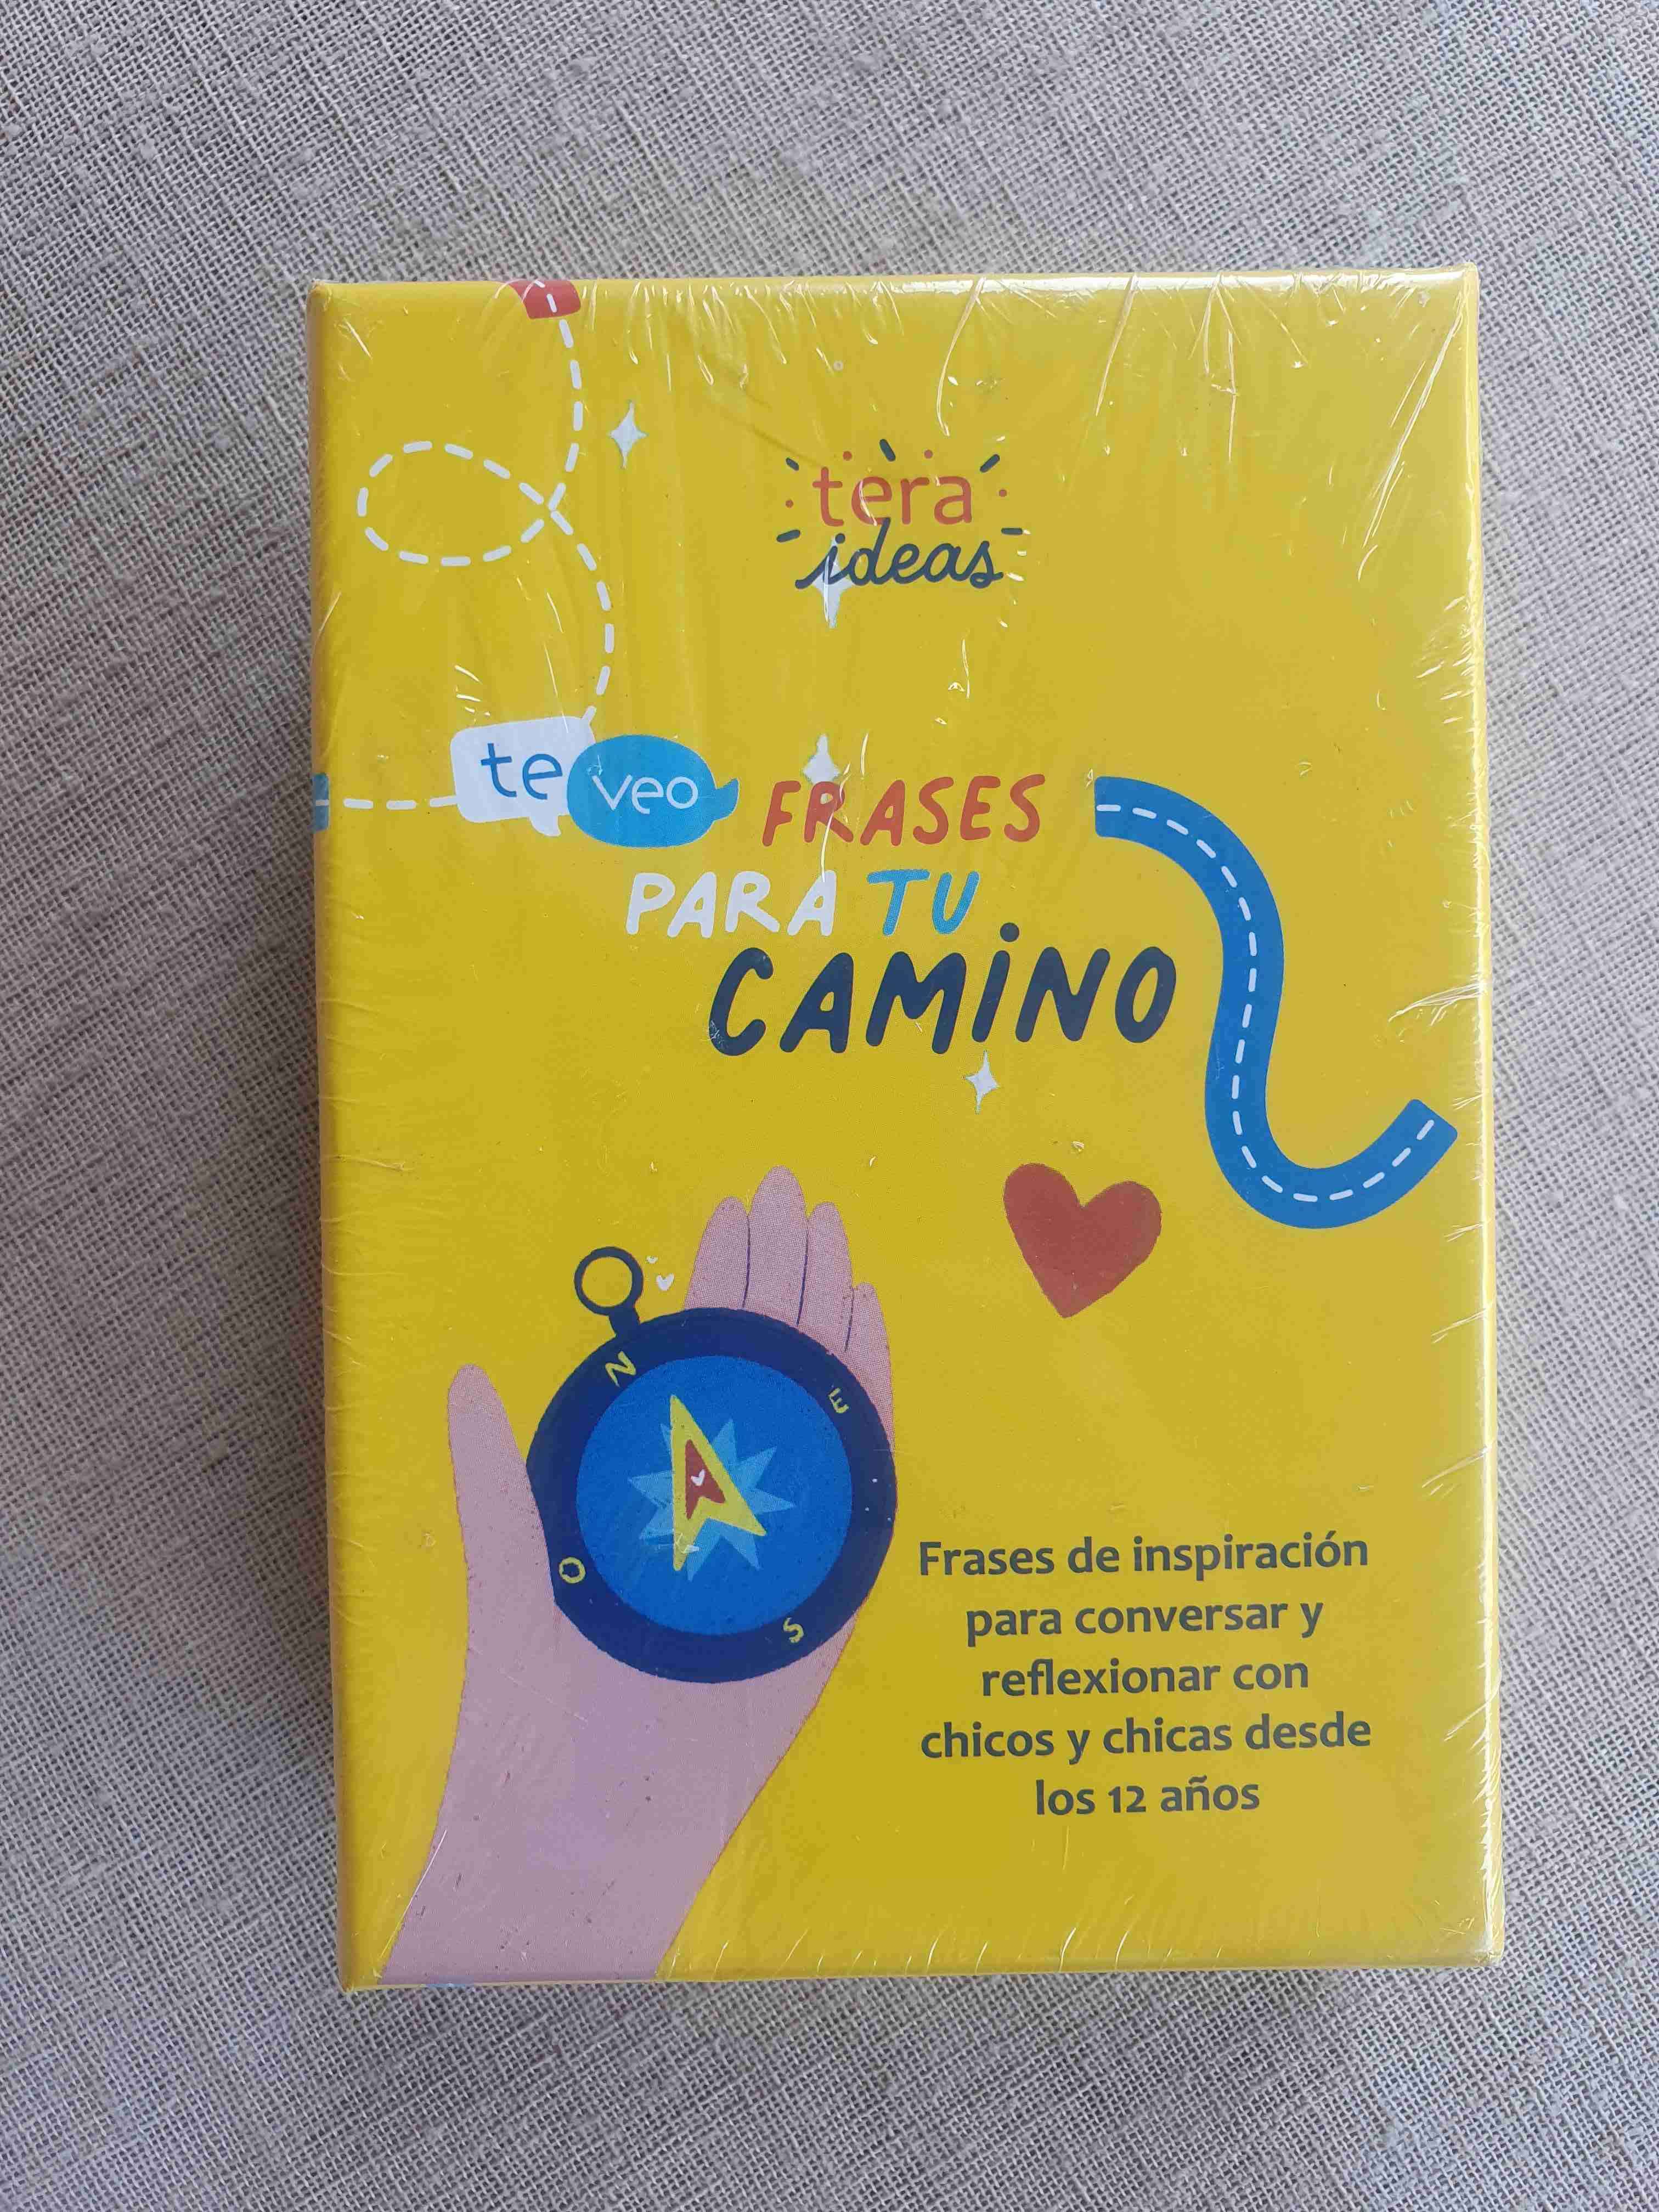 tera
ideas
te veo FRASES
PARA TU
CAMiNO
N
E
O
S
Frases de inspiración
para conversar y
reflexionar con
chicos y chicas desde
los 12 años